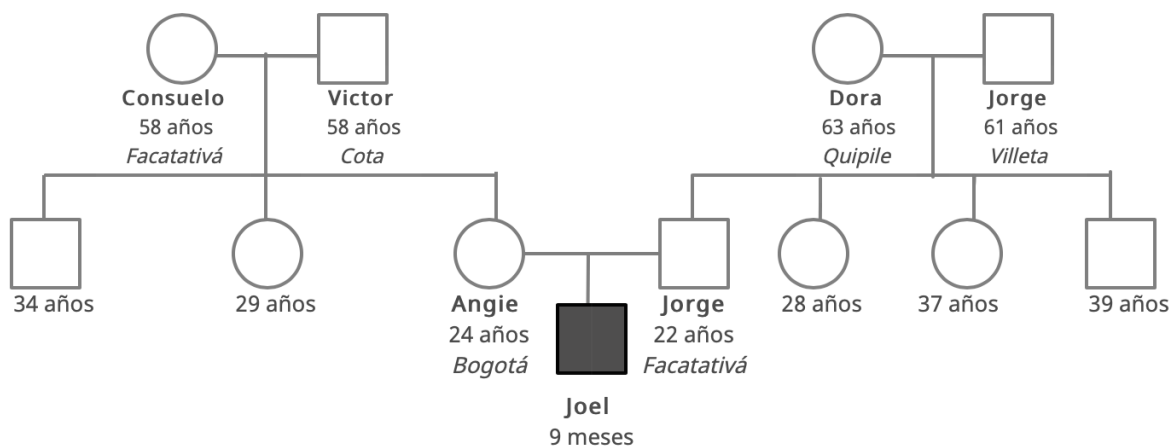 Consuelo
58 años
Facatativá
Victor
58 años
Cota
Dora
63 años
Quipile
Jorge
61 años
Villeta
34 años
29 años
Angie
24 años
Bogotá
Jorge
22 años
Facatativá
28 años
37 años
39 años
Joel
9 meses